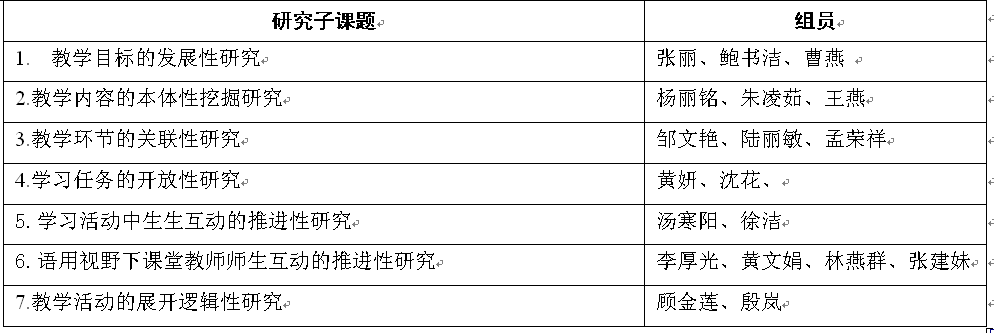 研究子课题 组员
1. 教学目标的发展性研究 张丽、鲍书洁、曹燕
2.教学内容的本体性挖掘研究 杨丽铭、朱凌茹、王燕
3.教学环节的关联性研究 邹文艳、陆丽敏、孟荣祥
4.学习任务的开放性研究 黄妍、沈花、
5. 学习活动中生生互动的推进性研究 汤寒阳、徐洁
6. 语用视野下课堂教师师生互动的推进性研究 李厚光、黄文娟、林燕群、张建妹
7.教学活动的展开逻辑性研究 顾金莲、殷岚